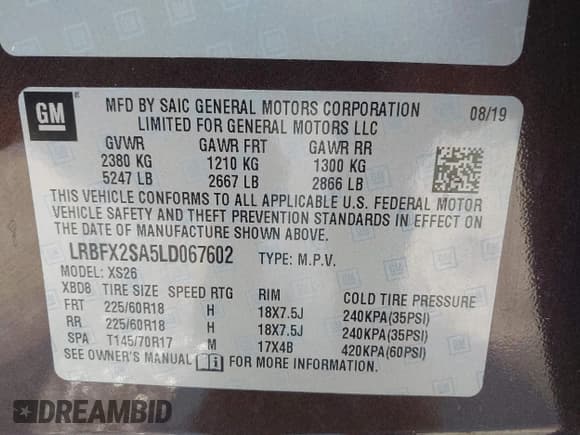 GM
MFD BY SAIC GENERAL MOTORS CORPORATION 08/19
LIMITED FOR GENERAL MOTORS LLC
GVWR GAWR FRT GAWR RR
2380 KG 1210 KG 1300 KG
5247 LB 2667 LB 2866 LB
THIS VEHICLE CONFORMS TO ALL APPLICABLE U.S. FEDERAL MOTOR
VEHICLE SAFETY AND THEFT PREVENTION STANDARDS IN EFFECT ON
THE DATE OF MANUFACTURE SHOWN ABOVE.
LRBFX2SA5LD067602 TYPE: M.P.V.
MODEL: XS26
XBD8 TIRE SIZE SPEED RTG RIM COLD TIRE PRESSURE
FRT 225/60R18 H 18X7.5J 240KPA(35PSI)
RR 225/60R18 H 18X7.5J 240KPA(35PSI)
SPA T145/70R17 M 17X4B 420KPA(60PSI)
SEE OWNER'S MANUAL FOR MORE INFORMATION.
DREAMBID